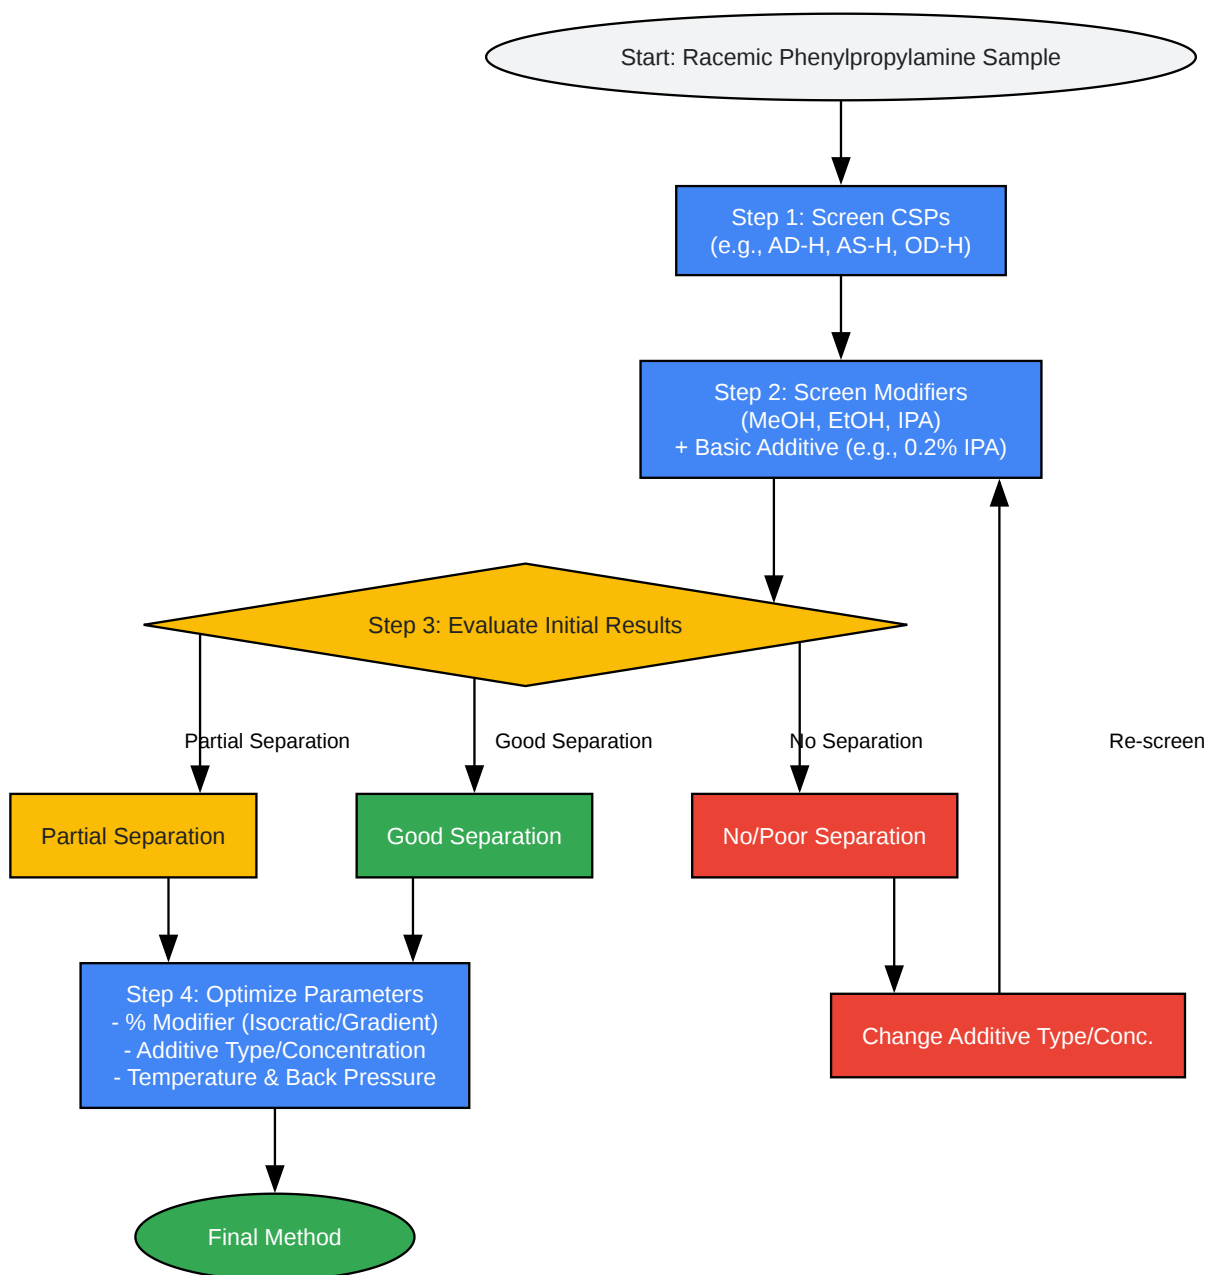 Start: Racemic Phenylpropylamine Sample
Step 1: Screen CSPs
(e.g., AD-H, AS-H, OD-H)
Step 2: Screen Modifiers
(MeOH, EtOH, IPA)
+ Basic Additive (e.g., 0.2% IPA)
Step 3: Evaluate Initial Results
Partial Separation
Good Separation
No Separation
Re-screen
Partial Separation
Good Separation
No/Poor Separation
Step 4: Optimize Parameters
- % Modifier (Isocratic/Gradient)
- Additive Type/Concentration
- Temperature & Back Pressure
Change Additive Type/Conc.
Final Method